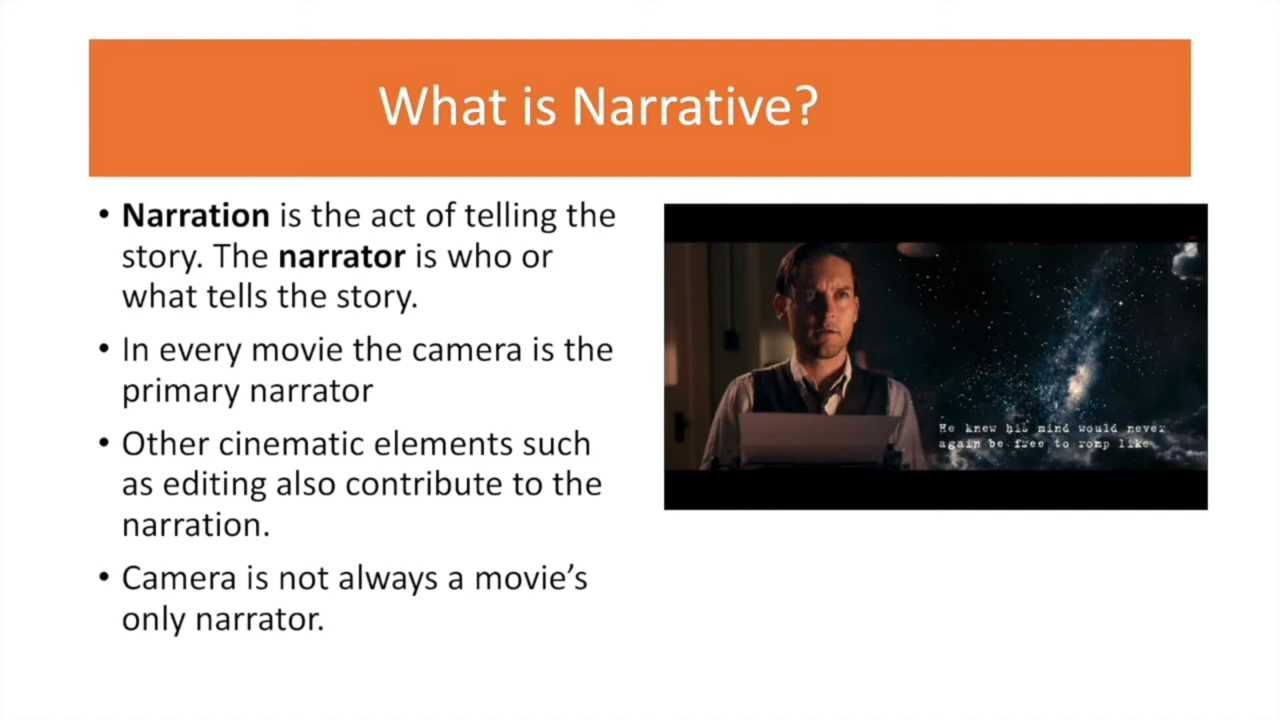 What is Narrative?
• Narration is the act of telling the
story. The narrator is who or
what tells the story.
• In every movie the camera is the
primary narrator
• Other cinematic elements such
as editing also contribute to the
narration.
• Camera is not always a movie’s
only narrator.
He knew his mind would never
again be free to romp like